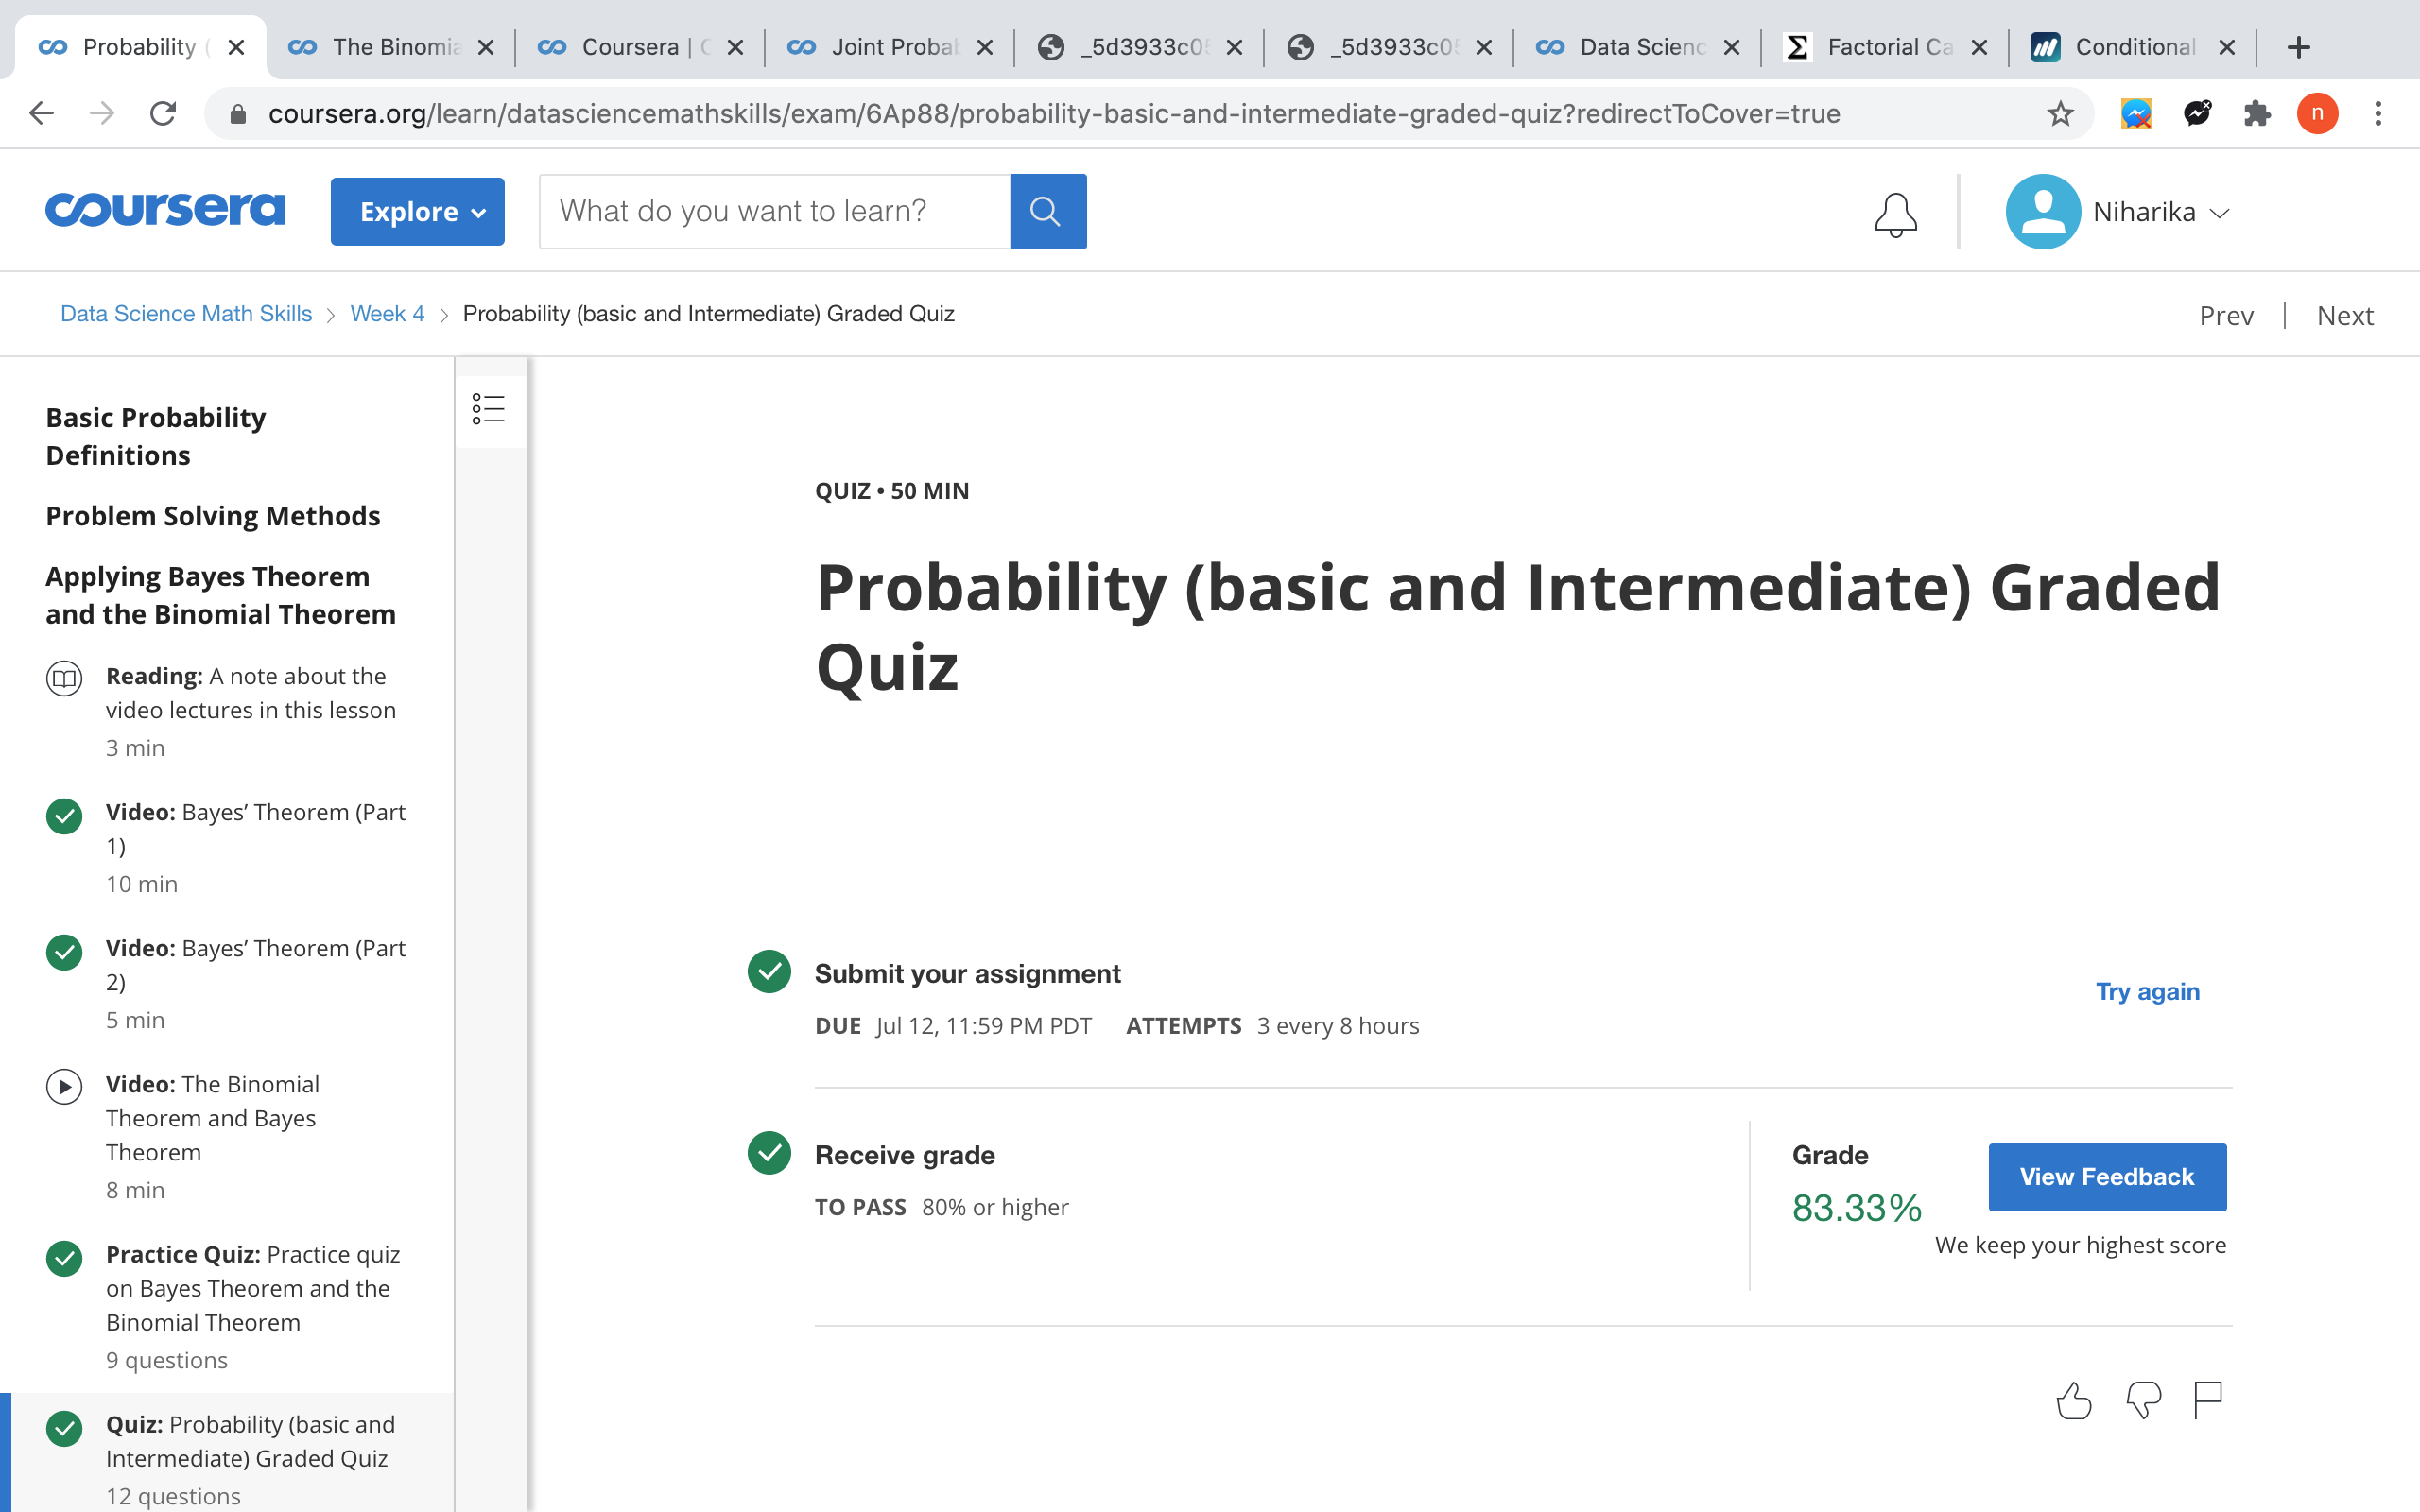 Probability (
The Binomia
Coursera | C
Joint Probab
_5d3933c05
_5d3933c05
Data Scienc
Factorial Ca
Conditional
coursera.org/learn/datasciencemathskills/exam/6Ap88/probability-basic-and-intermediate-graded-quiz?redirectToCover=true
n
coursera
Explore
What do you want to learn?
Niharika
Data Science Math Skills > Week 4 > Probability (basic and Intermediate) Graded Quiz
Prev | Next
Basic Probability
Definitions
Problem Solving Methods
Applying Bayes Theorem
and the Binomial Theorem
Reading: A note about the
video lectures in this lesson
3 min
Video: Bayes’ Theorem (Part
1)
10 min
Video: Bayes’ Theorem (Part
2)
5 min
Video: The Binomial
Theorem and Bayes
Theorem
8 min
Practice Quiz: Practice quiz
on Bayes Theorem and the
Binomial Theorem
9 questions
Quiz: Probability (basic and
Intermediate) Graded Quiz
12 questions
QUIZ • 50 MIN
Probability (basic and Intermediate) Graded
Quiz
Submit your assignment
DUE Jul 12, 11:59 PM PDT ATTEMPTS 3 every 8 hours
Try again
Receive grade
TO PASS 80% or higher
Grade
83.33%
View Feedback
We keep your highest score